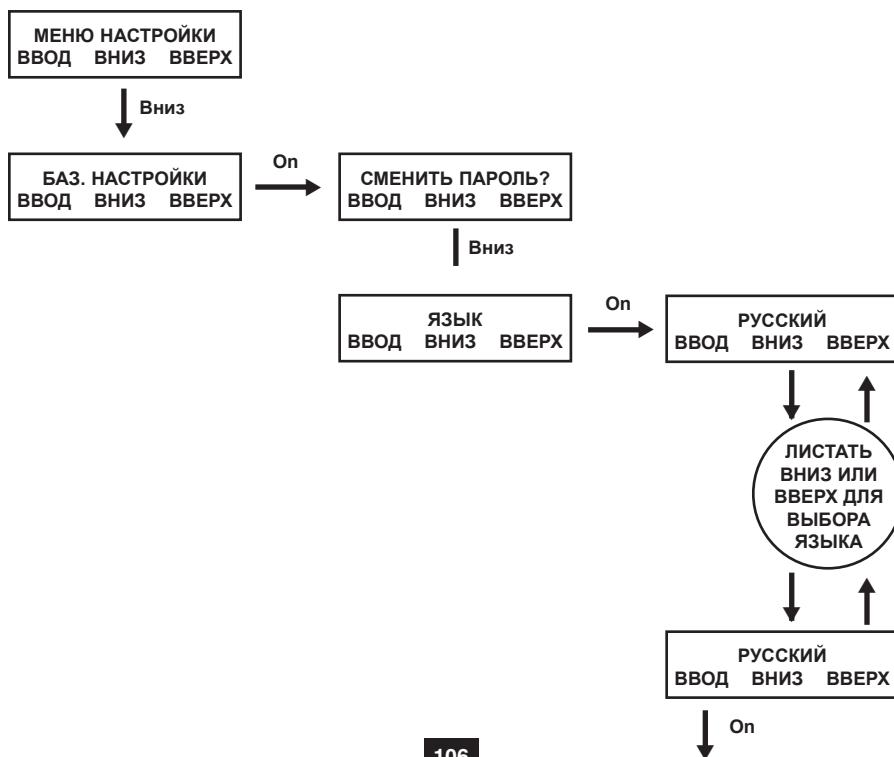 МЕНЮ НАСТРОЙКИ
ВВОД ВНИЗ ВВЕРХ
Вниз
БАЗ. НАСТРОЙКИ
ВВОД ВНИЗ ВВЕРХ
On
СМЕНИТЬ ПАРОЛЬ?
ВВОД ВНИЗ ВВЕРХ
Вниз
ЯЗЫК
ВВОД ВНИЗ ВВЕРХ
On
РУССКИЙ
ВВОД ВНИЗ ВВЕРХ
ЛИСТАТЬ
ВНИЗ ИЛИ
ВВЕРХ ДЛЯ
ВЫБОРА
ЯЗЫКА
РУССКИЙ
ВВОД ВНИЗ ВВЕРХ
On
106